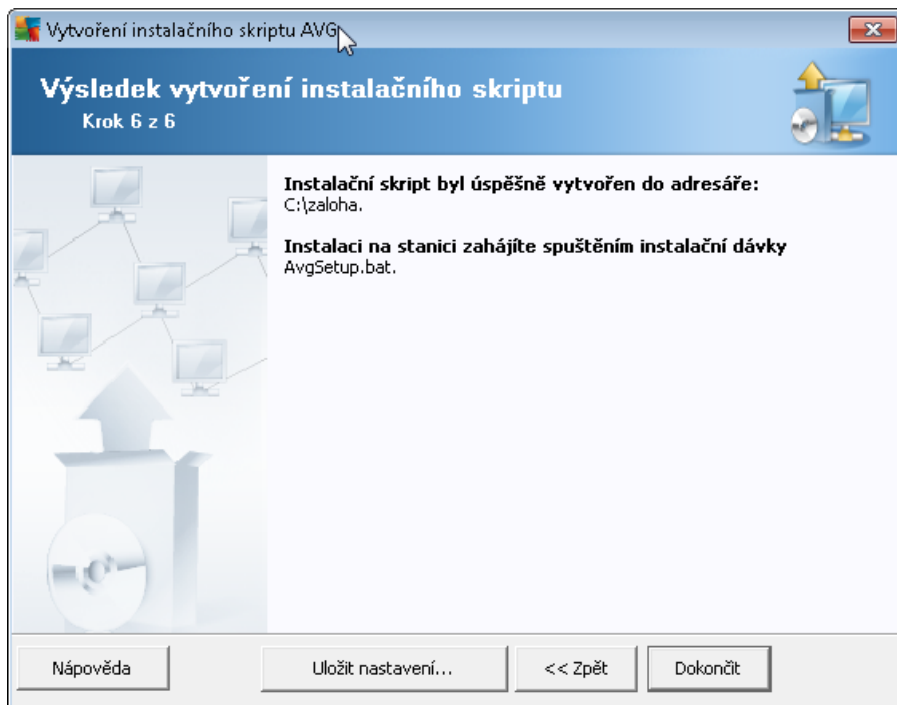 Vytvoření instalačního skriptu AVG
Výsledek vytvoření instalačního skriptu
Krok 6 z 6
Instalační skript byl úspěšně vytvořen do adresáře:
C:\zaloha.
Instalaci na stanici zahájíte spuštěním instalační dávky
AvgSetup.bat.
Nápověda
Uložit nastavení...
<< Zpět
Dokončit